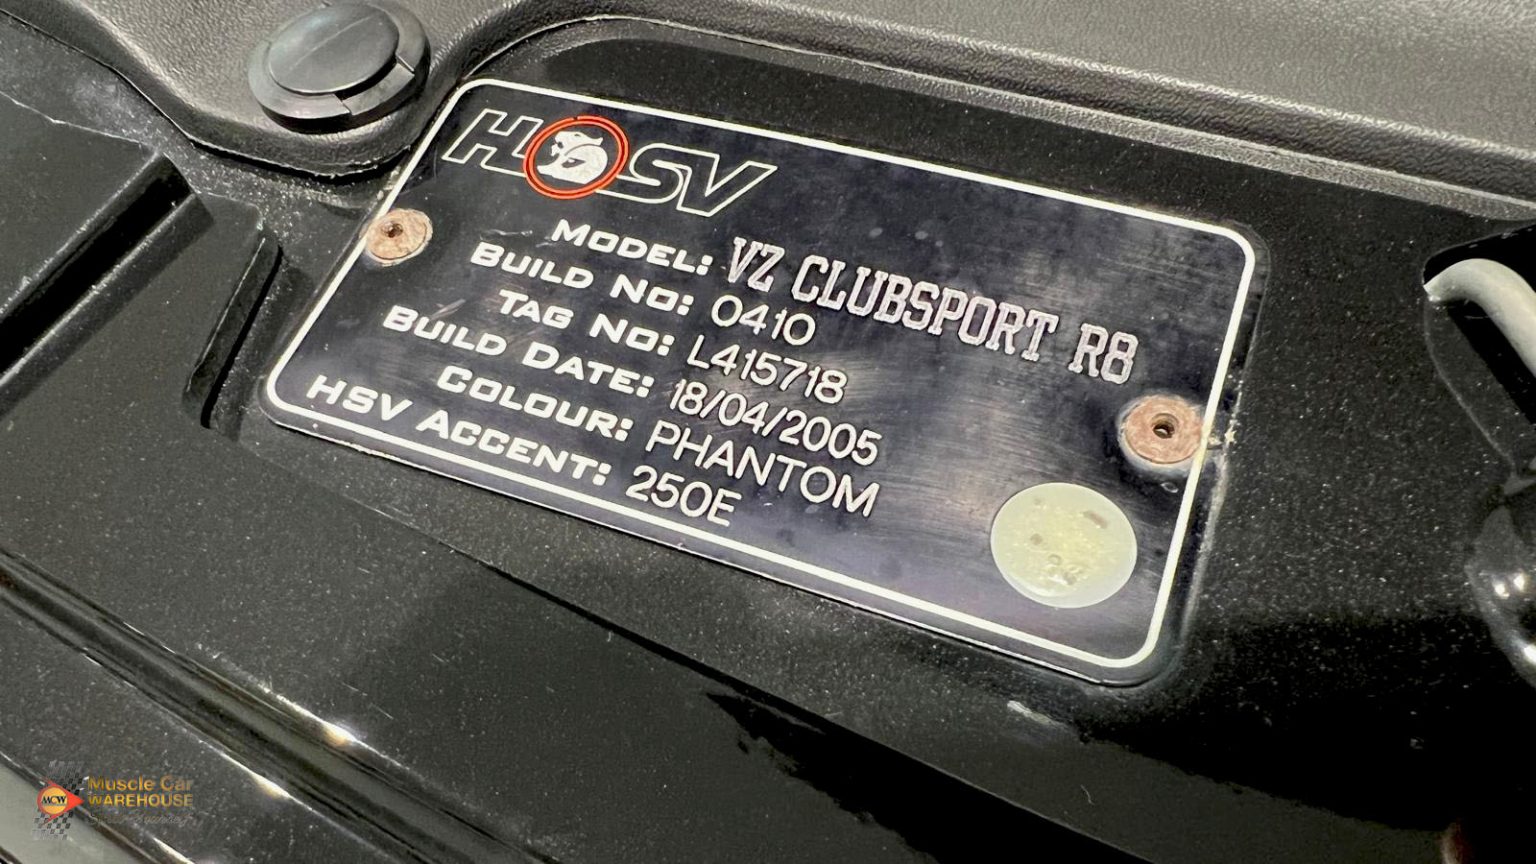 HSV
MODEL: VZ CLUBSPORT R8
BUILD NO: 0410
TAG NO: L415718
BUILD DATE: 18/04/2005
COLOUR: PHANTOM
HSV ACCENT: 250E
MCW
Muscle Car
WAREHOUSE